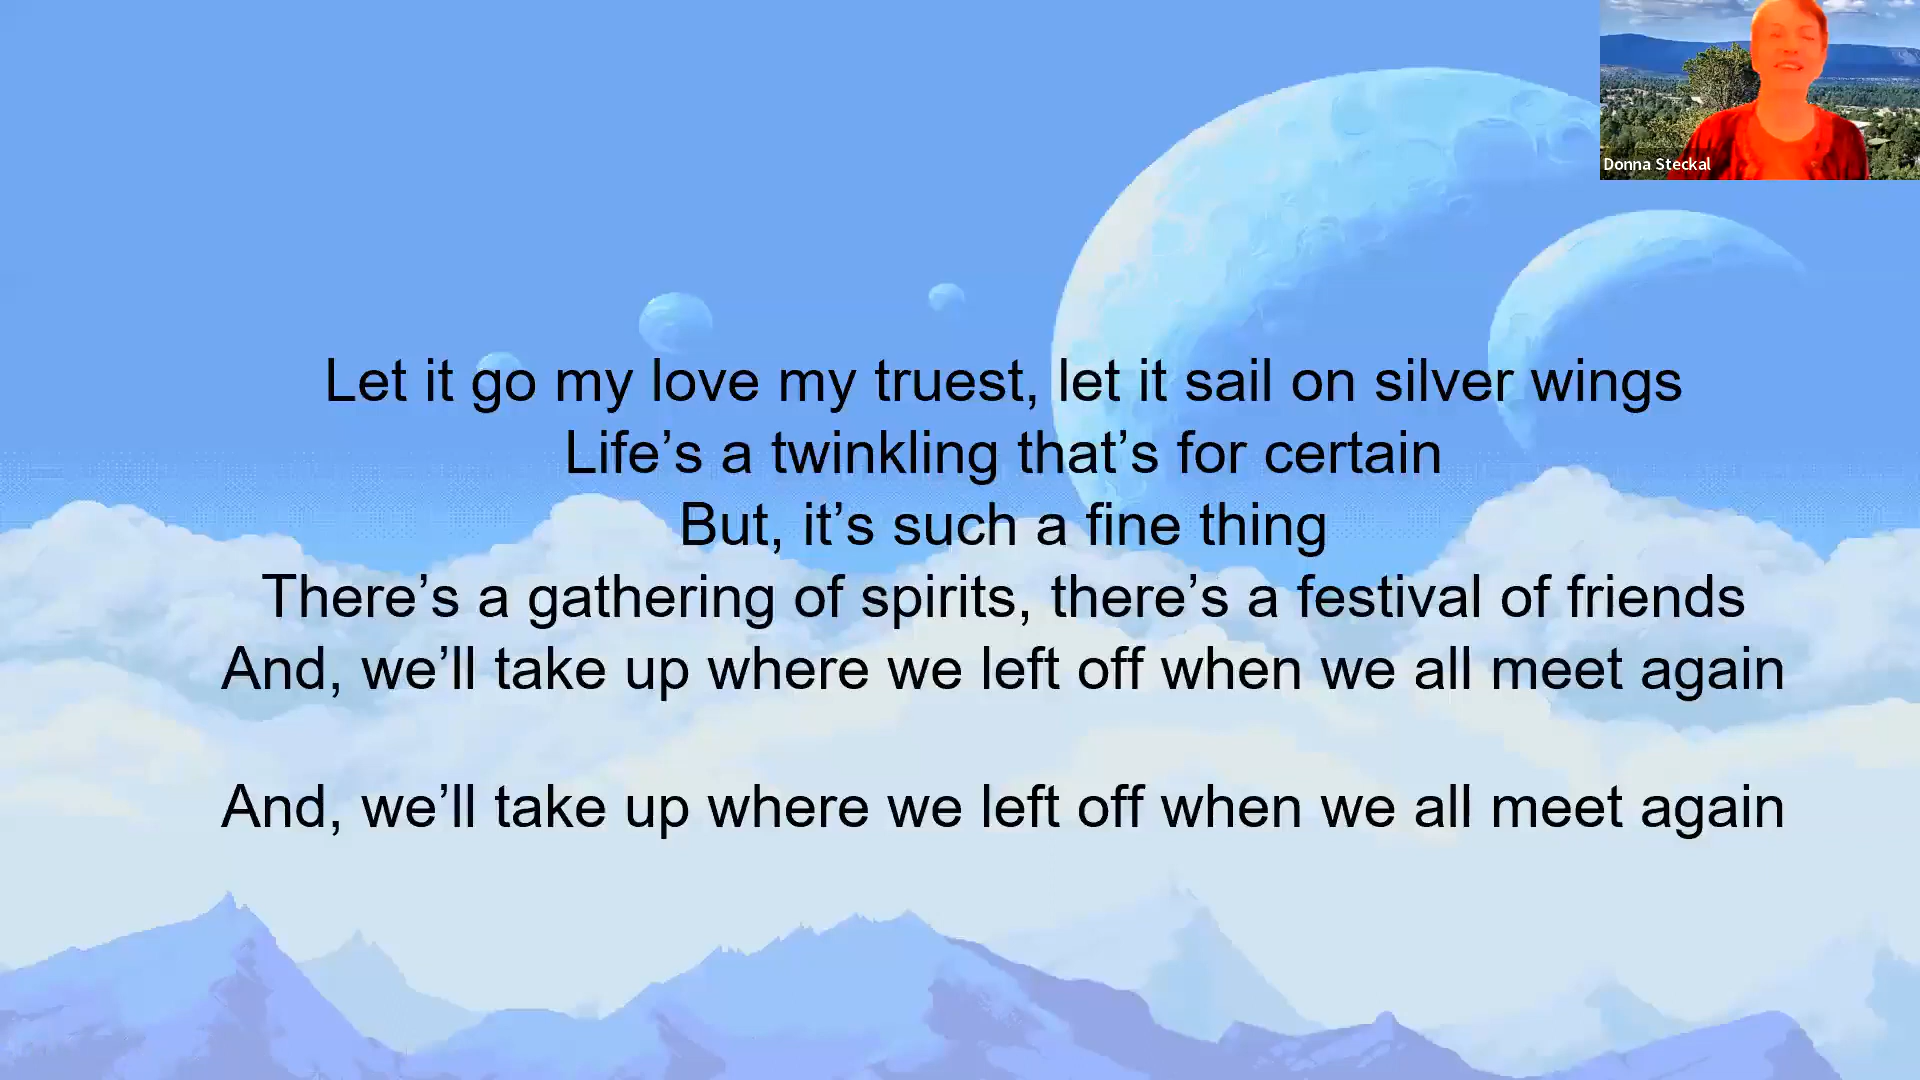 Donna Steckal
Let it go my love my truest, let it sail on silver wings
Life’s a twinkling that’s for certain
But, it’s such a fine thing
There’s a gathering of spirits, there’s a festival of friends
And, we’ll take up where we left off when we all meet again
And, we’ll take up where we left off when we all meet again